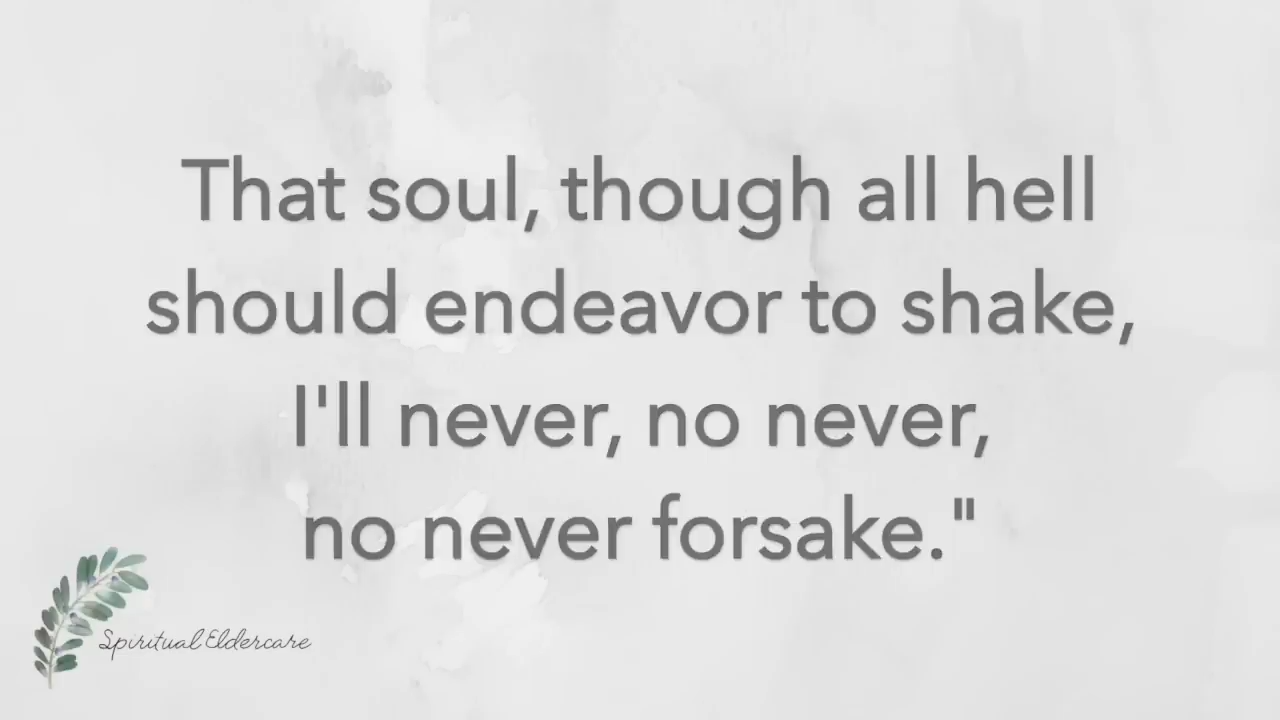 That soul, though all hell
should endeavor to shake,
I'll never, no never,
no never forsake."
Spiritual Eldercare